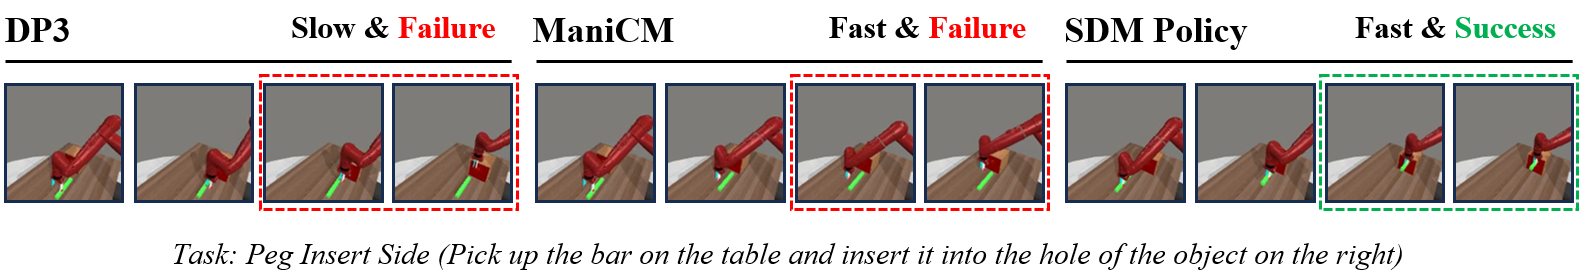 DP3 Slow & Failure ManiCM Fast & Failure SDM Policy Fast & Success
Task: Peg Insert Side (Pick up the bar on the table and insert it into the hole of the object on the right)